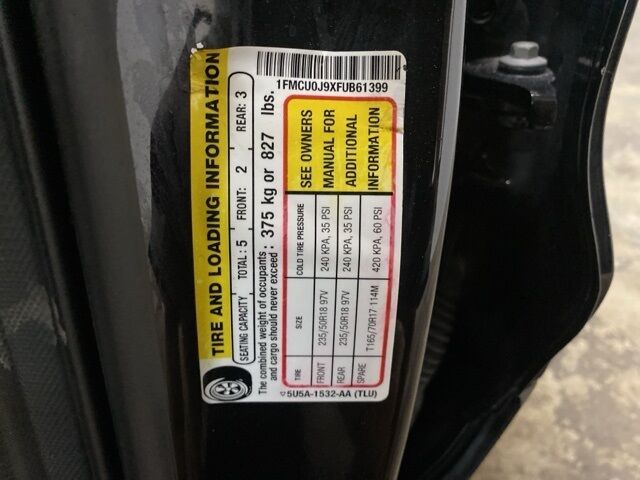 TIRE AND LOADING INFORMATION
SEATING CAPACITY TOTAL : 5 FRONT: 2 REAR: 3
The combined weight of occupants and cargo should never exceed : 375 kg or 827 lbs.
TIRE SIZE COLD TIRE PRESSURE
FRONT 235/50R18 97V 240 KPA, 35 PSI
REAR 235/50R18 97V 240 KPA, 35 PSI
SPARE T165/70R17 114M 420 KPA, 60 PSI
SEE OWNERS
MANUAL FOR
ADDITIONAL
INFORMATION
5U5A-1532-AA (TLU)
1FMCU0J9XFUB61399